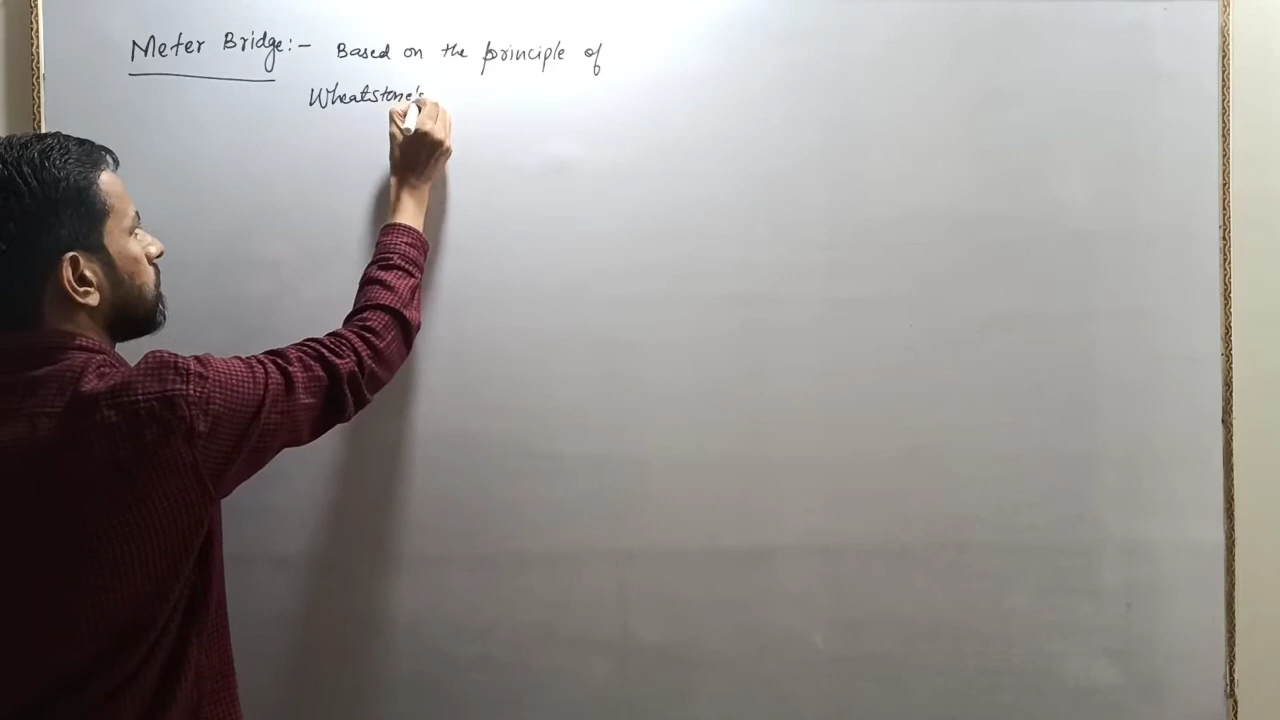 Meter Bridge:- Based on the principle of
Wheatstone's